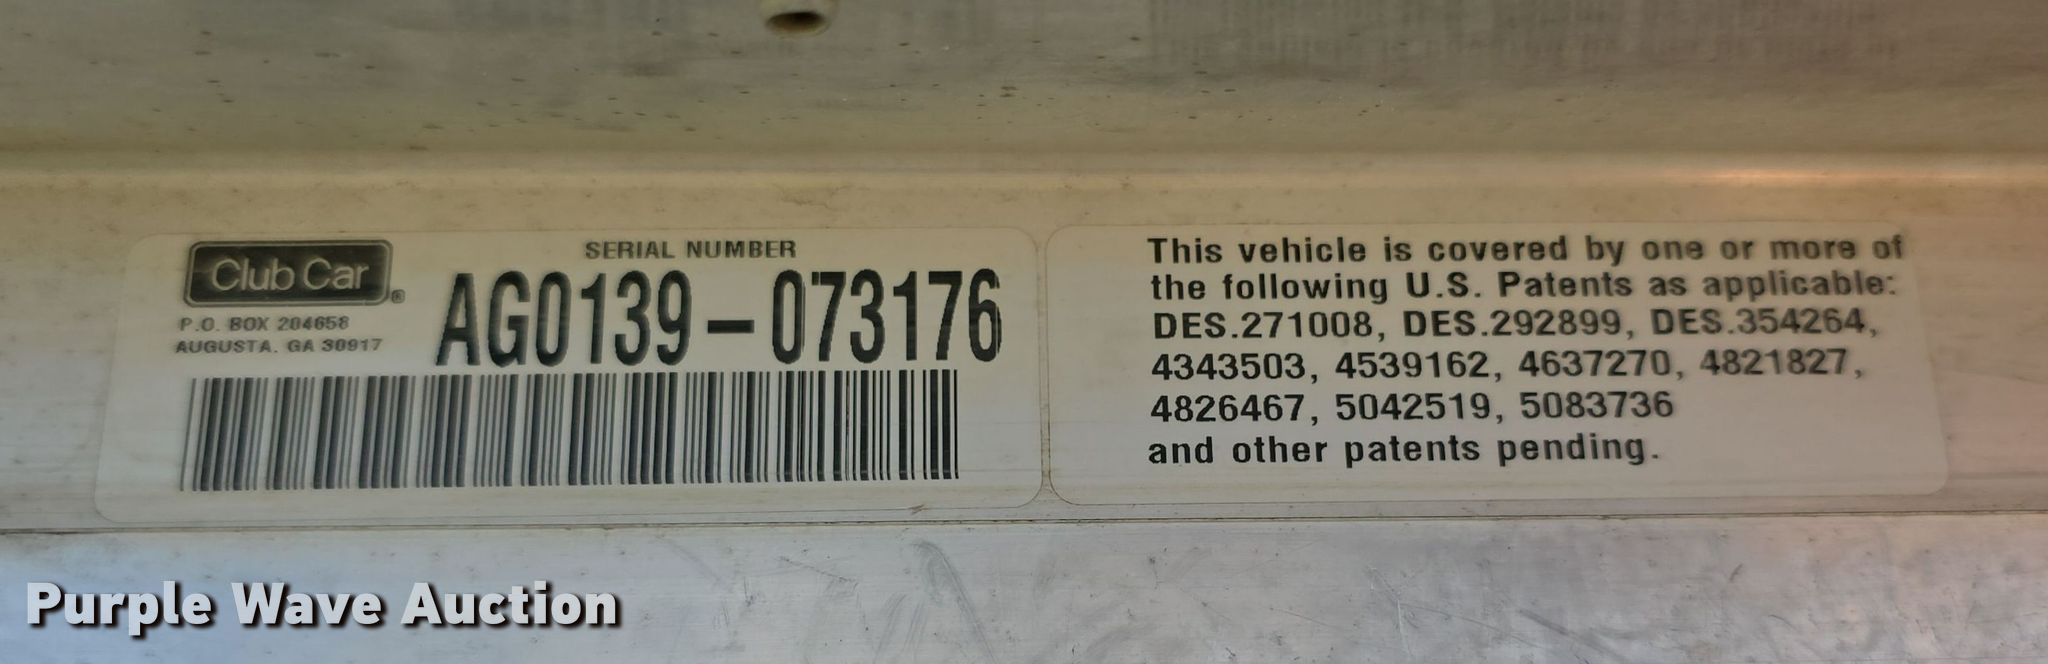 Club Car®
P.O. BOX 204658
AUGUSTA, GA 30917
SERIAL NUMBER
AG0139-073176
This vehicle is covered by one or more of
the following U.S. Patents as applicable:
DES.271008, DES.292899, DES.354264,
4343503, 4539162, 4637270, 4821827,
4826467, 5042519, 5083736
and other patents pending.
Purple Wave Auction